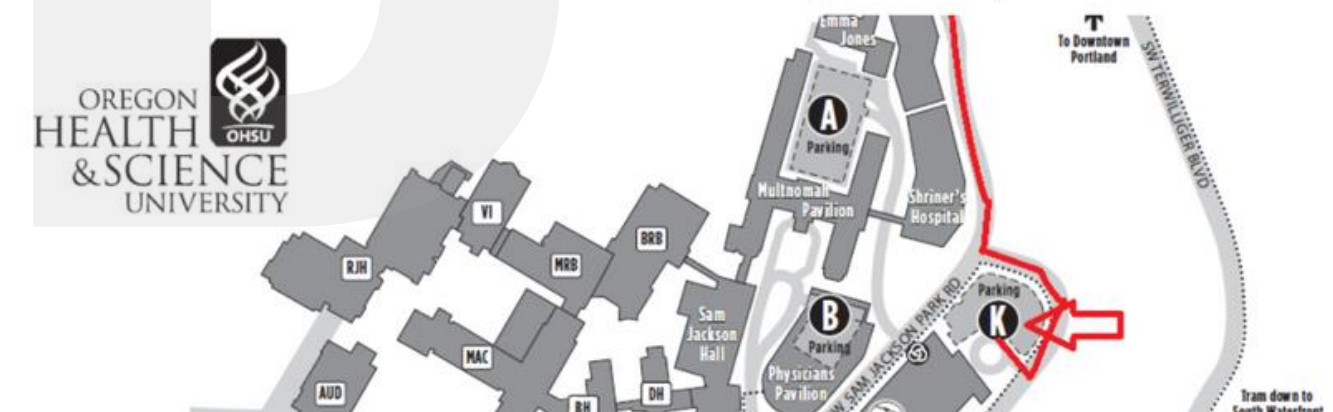 OREGON
HEALTH
& SCIENCE
UNIVERSITY
OHSU
Emma
Jones
To Downtown
Portland
SW TERWILLIGER BLVD
A
Parking
Multnomah
Pavilion
Shriner's
Hospital
VI
RJH
MRB
BRB
Sam
Jackson
Hall
B
Parking
Physicians
Pavilion
SW SAM JACKSON PARK RD
Parking
K
MAC
AUD
BH
DH
Tram down to
South Waterfront